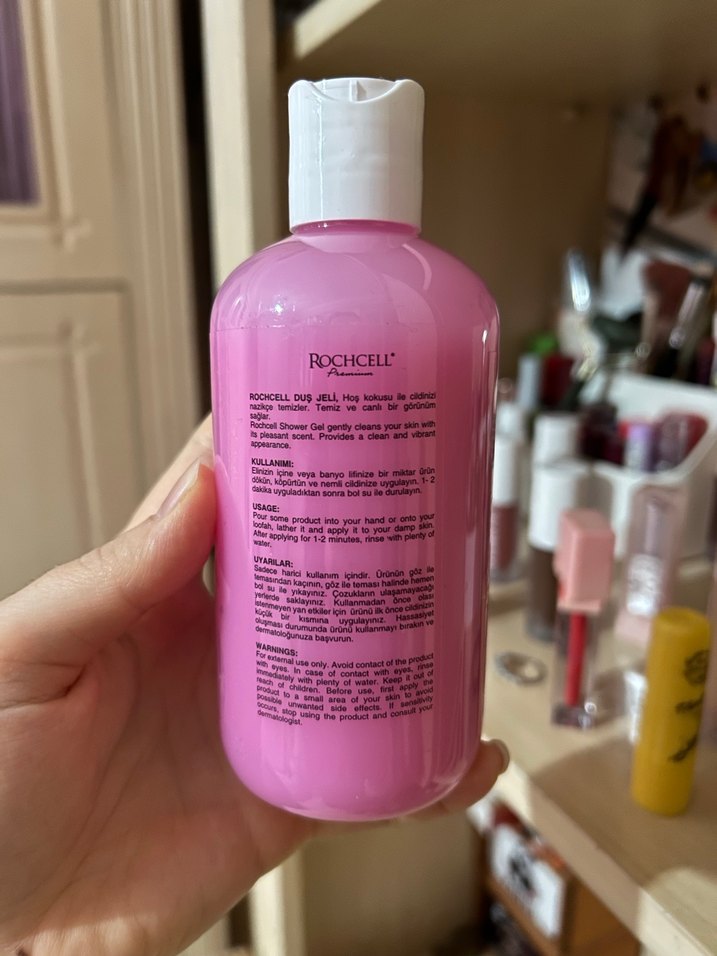 ROCHCELL®
Premium
ROCHCELL DUŞ JELİ, Hoş kokusu ile cildinizi
nazikçe temizler. Temiz ve canlı bir görünüm
sağlar.
Rochcell Shower Gel gently cleans your skin with
its pleasant scent. Provides a clean and vibrant
appearance.
KULLANIMI:
Elinizin içine veya banyo lifinize bir miktar ürün
dökün, köpürtün ve nemli cildinize uygulayın. 1- 2
dakika uyguladıktan sonra bol su ile durulayın.
USAGE:
Pour some product into your hand or onto your
loofah, lather it and apply it to your damp skin.
After applying for 1-2 minutes, rinse with plenty of
water.
UYARILAR:
Sadece harici kullanım içindir. Ürünün göz ile
temasından kaçının, göz ile teması halinde hemen
bol su ile yıkayınız. Çozukların ulaşamayacağı
yerlerde saklayınız. Kullanmadan önce olası
istenmeyen yan etkiler için ürünü ilk önce cildinizin
küçük bir kısmına uygulayınız. Hassasiyet
oluşması durumunda ürünü kullanmayı bırakın ve
dermatoloğunuza başvurun.
WARNINGS:
For external use only. Avoid contact of the product
with eyes. In case of contact with eyes, rinse
immediately with plenty of water. Keep it out of
reach of children. Before use, first apply the
product to a small area of your skin to avoid
possible unwanted side effects. If sensitivity
occurs, stop using the product and consult your
dermatologist.